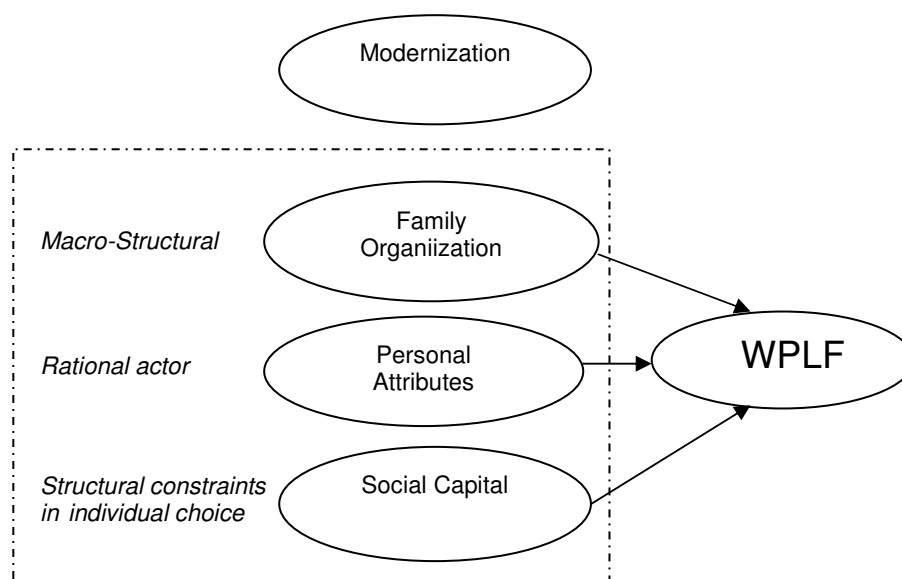 Modernization
Macro-Structural
Family
Organiization
Rational actor
Personal
Attributes
WPLF
Structural constraints
in individual choice
Social Capital